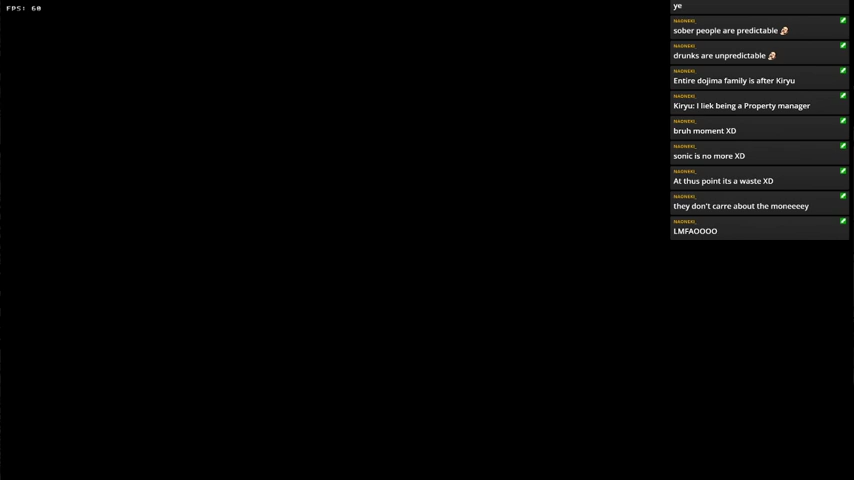 FPS: 60
ye
NAONEKI_
sober people are predictable
NAONEKI_
drunks are unpredictable
NAONEKI_
Entire dojima family is after Kiryu
NAONEKI_
Kiryu: I liek being a Property manager
NAONEKI_
bruh moment XD
NAONEKI_
sonic is no more XD
NAONEKI_
At thus point its a waste XD
NAONEKI_
they don't carre about the moneeeey
NAONEKI_
LMFAOOOO